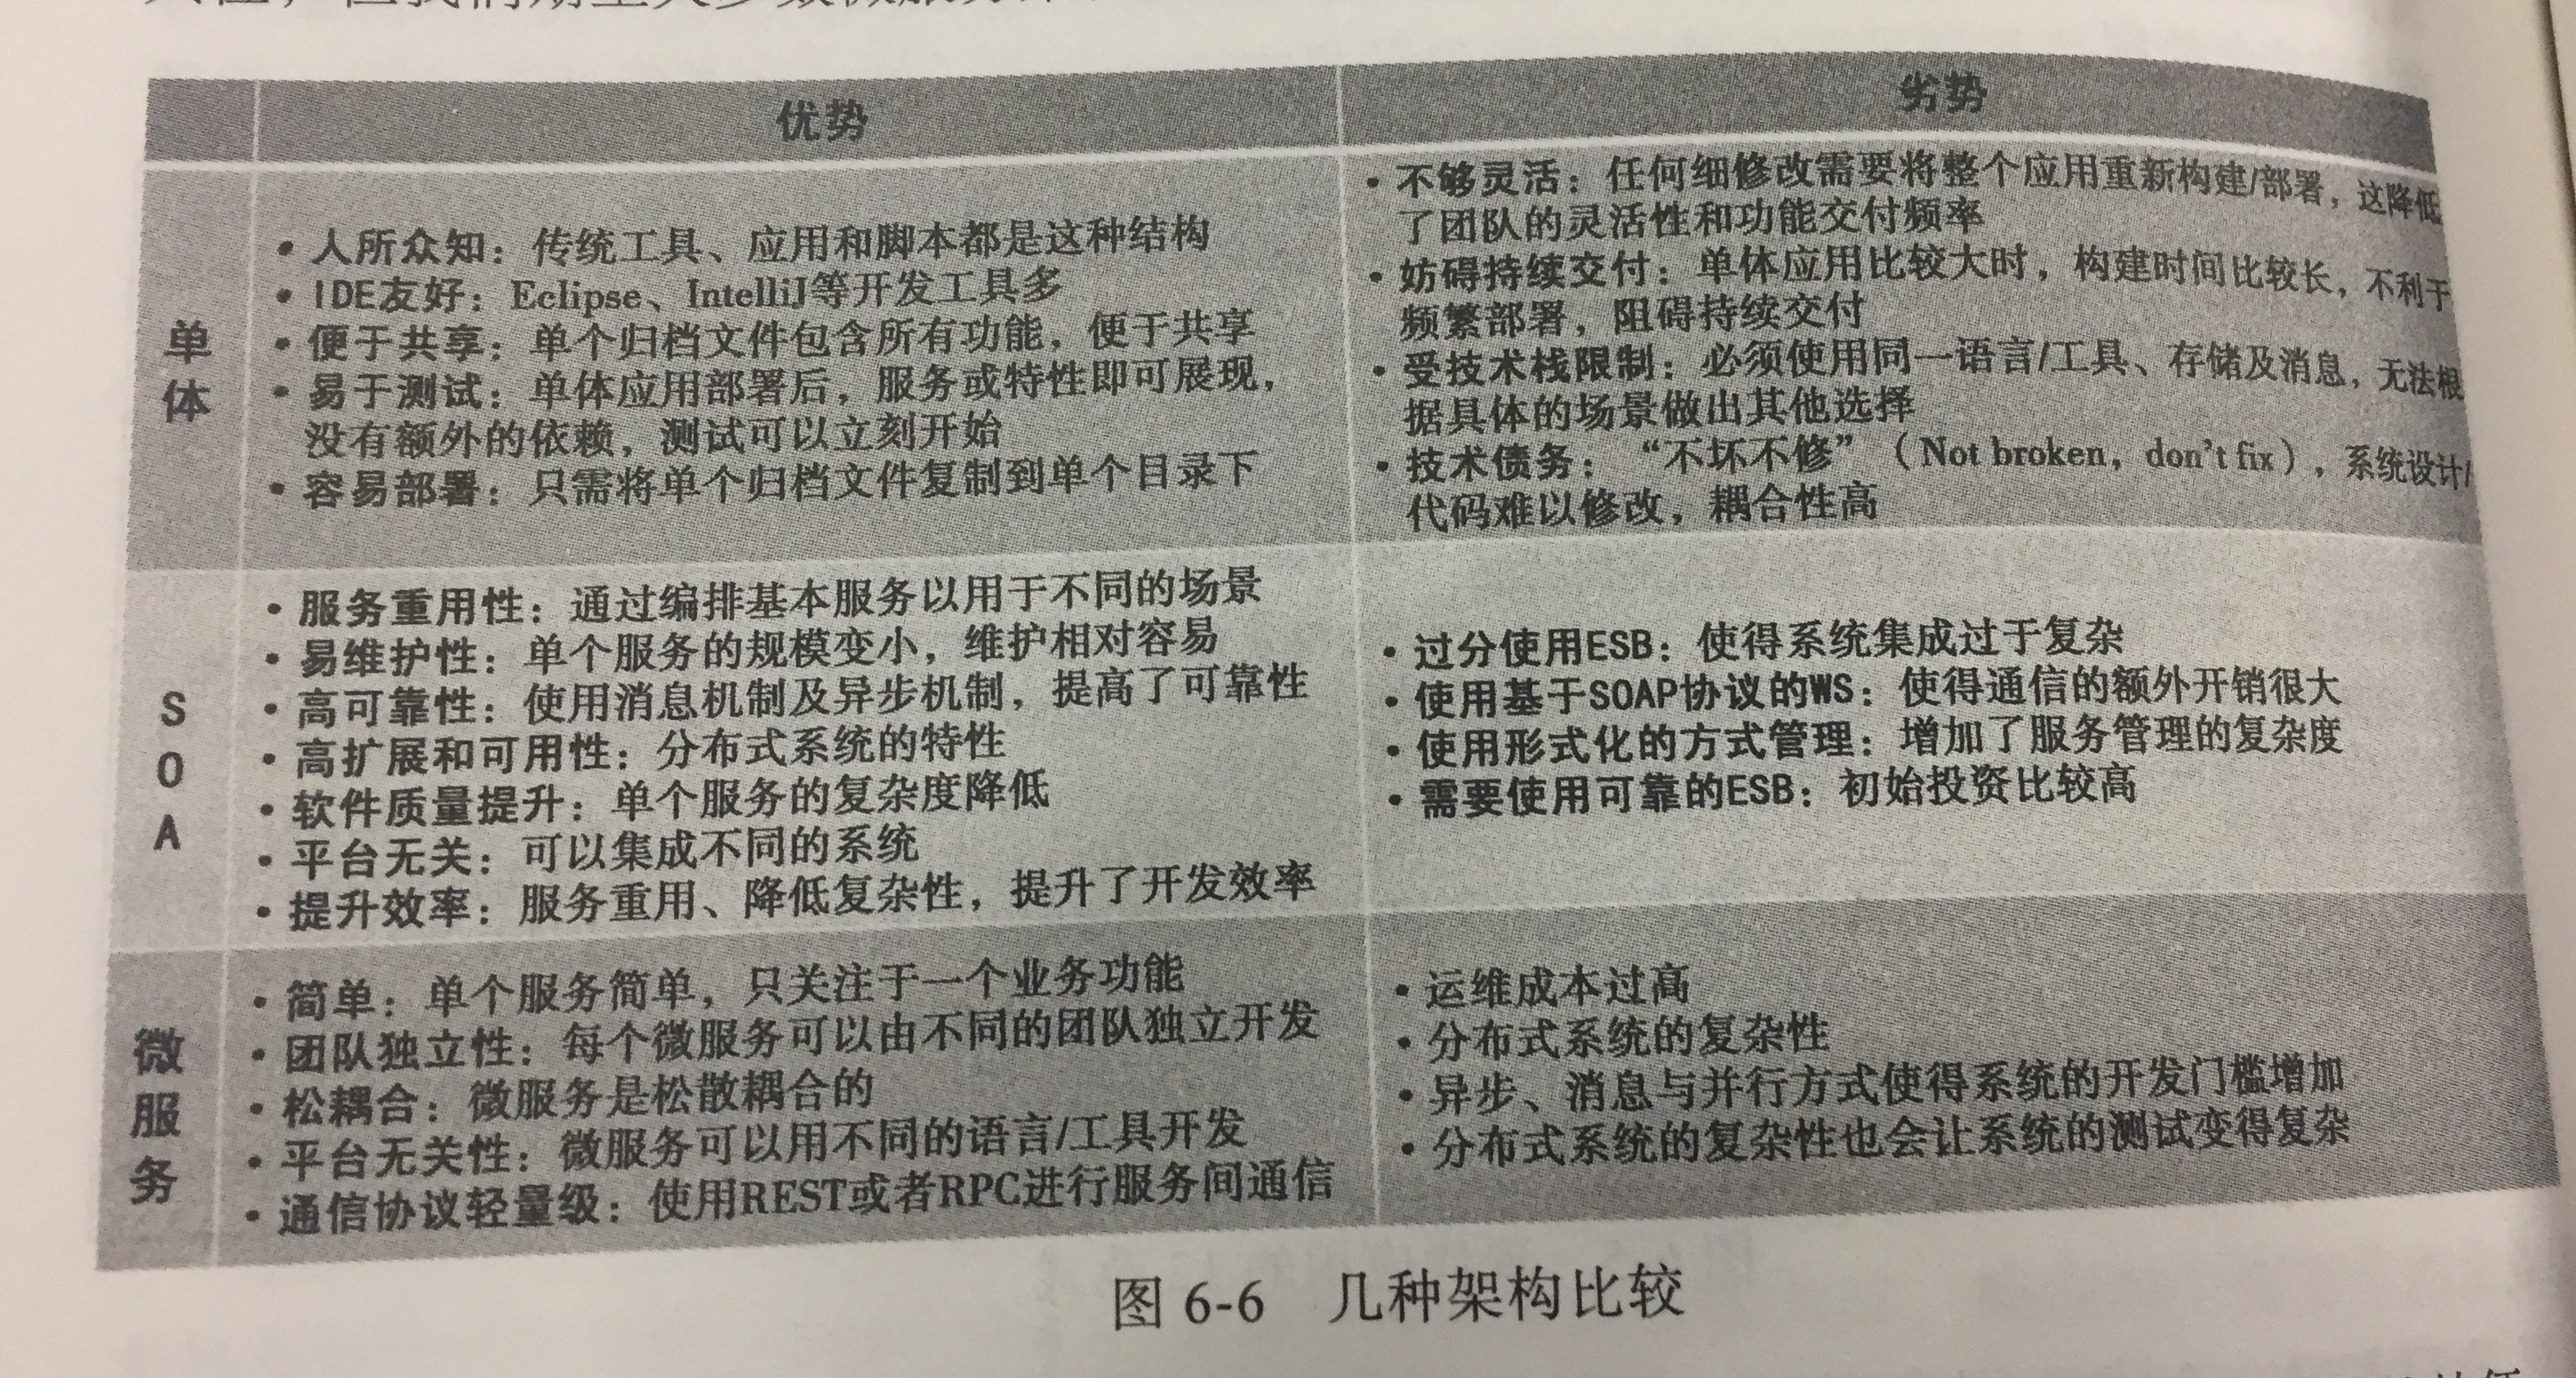 优势
劣势
单体
• 人所众知：传统工具、应用和脚本都是这种结构
• IDE友好：Eclipse、IntelliJ等开发工具多
• 便于共享：单个归档文件包含所有功能，便于共享
• 易于测试：单体应用部署后，服务或特性即可展现，
没有额外的依赖，测试可以立刻开始
• 容易部署：只需将单个归档文件复制到单个目录下
• 不够灵活：任何细修改需要将整个应用重新构建/部署，这降低
了团队的灵活性和功能交付频率
• 妨碍持续交付：单体应用比较大时，构建时间比较长，不利于
频繁部署，阻碍持续交付
• 受技术栈限制：必须使用同一语言/工具、存储及消息，无法根
据具体的场景做出其他选择
• 技术债务：“不坏不修”（Not broken，don't fix），系统设计/
代码难以修改，耦合性高
SOA
• 服务重用性：通过编排基本服务以用于不同的场景
• 易维护性：单个服务的规模变小，维护相对容易
• 高可靠性：使用消息机制及异步机制，提高了可靠性
• 高扩展和可用性：分布式系统的特性
• 软件质量提升：单个服务的复杂度降低
• 平台无关：可以集成不同的系统
• 提升效率：服务重用、降低复杂性，提升了开发效率
• 过分使用ESB：使得系统集成过于复杂
• 使用基于SOAP协议的WS：使得通信的额外开销很大
• 使用形式化的方式管理：增加了服务管理的复杂度
• 需要使用可靠的ESB：初始投资比较高
微服务
• 简单：单个服务简单，只关注于一个业务功能
• 团队独立性：每个微服务可以由不同的团队独立开发
• 松耦合：微服务是松散耦合的
• 平台无关性：微服务可以用不同的语言/工具开发
• 通信协议轻量级：使用REST或者RPC进行服务间通信
• 运维成本过高
• 分布式系统的复杂性
• 异步、消息与并行方式使得系统的开发门槛增加
• 分布式系统的复杂性也会让系统的测试变得复杂
图 6-6 几种架构比较